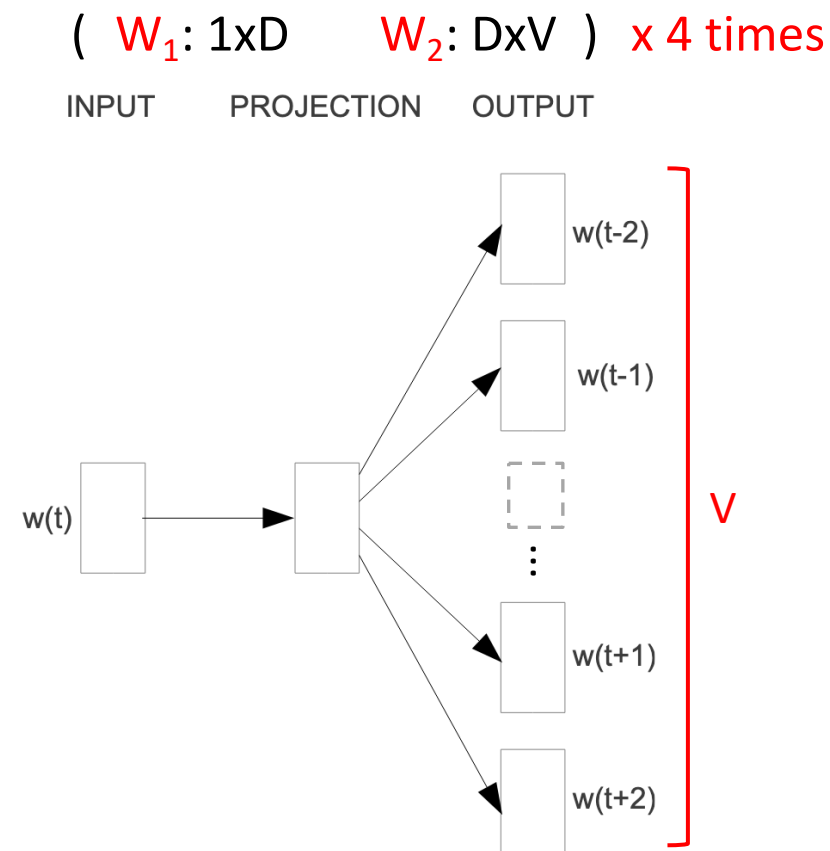 ( W₁: 1xD W₂: DxV ) x 4 times
INPUT PROJECTION OUTPUT
w(t-2)
w(t-1)
w(t)
V
⋮
w(t+1)
w(t+2)